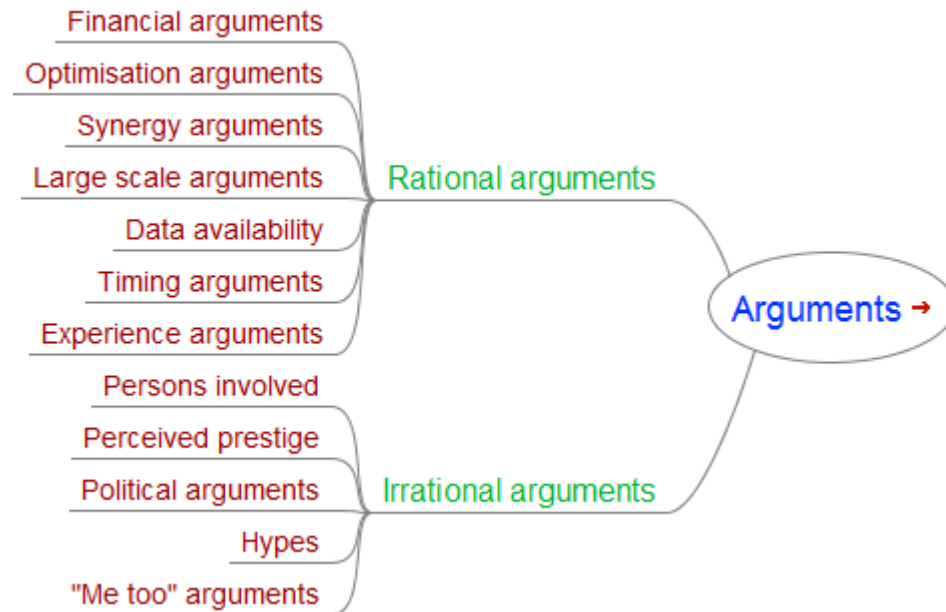 Financial arguments
Optimisation arguments
Synergy arguments
Large scale arguments
Data availability
Timing arguments
Experience arguments
Rational arguments
Persons involved
Perceived prestige
Political arguments
Hypes
"Me too" arguments
Irrational arguments
Arguments →